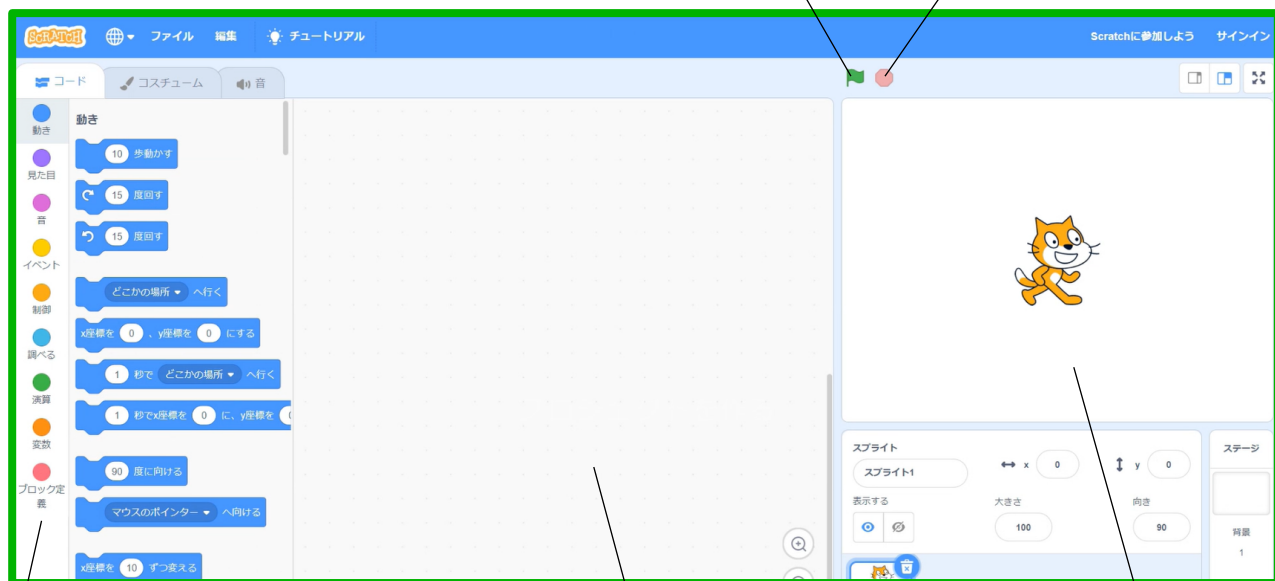 SCRATCH ファイル 編集 チュートリアル Scratchに参加しよう サインイン
コード コスチューム 音
動き
見た目
音
イベント
制御
調べる
演算
変数
ブロック定
義
動き
10 歩動かす
15 度回す
15 度回す
どこかの場所 へ行く
x座標を 0 、y座標を 0 にする
1 秒で どこかの場所 へ行く
1 秒でx座標を 0 に、y座標を
90 度に向ける
マウスのポインター へ向ける
x座標を 10 ずつ変える
スプライト
スプライト1 x 0 y 0
表示する 大きさ 向き
100 90
ステージ
背景
1